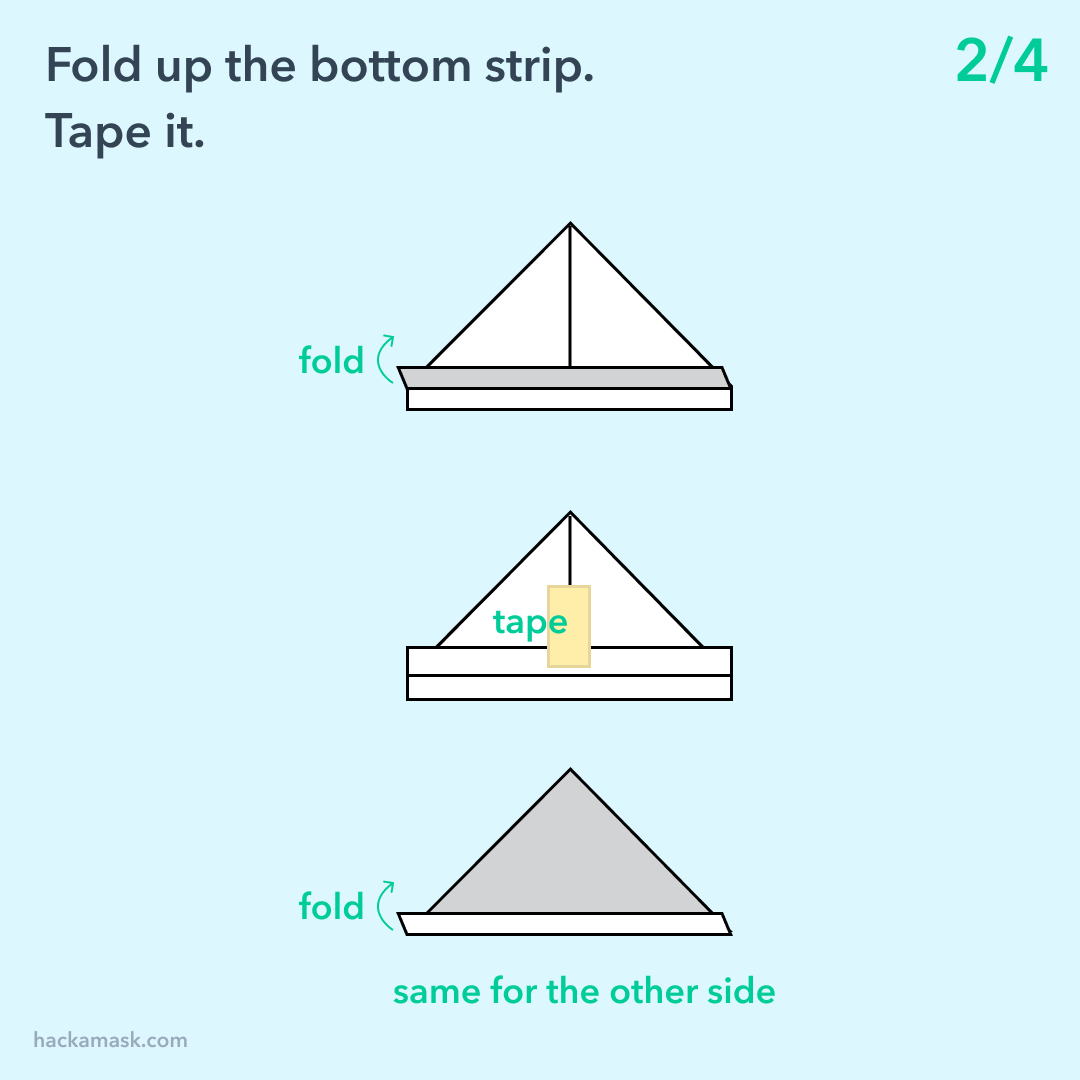 Fold up the bottom strip.
Tape it.
2/4
fold
tape
fold
same for the other side
hackamask.com